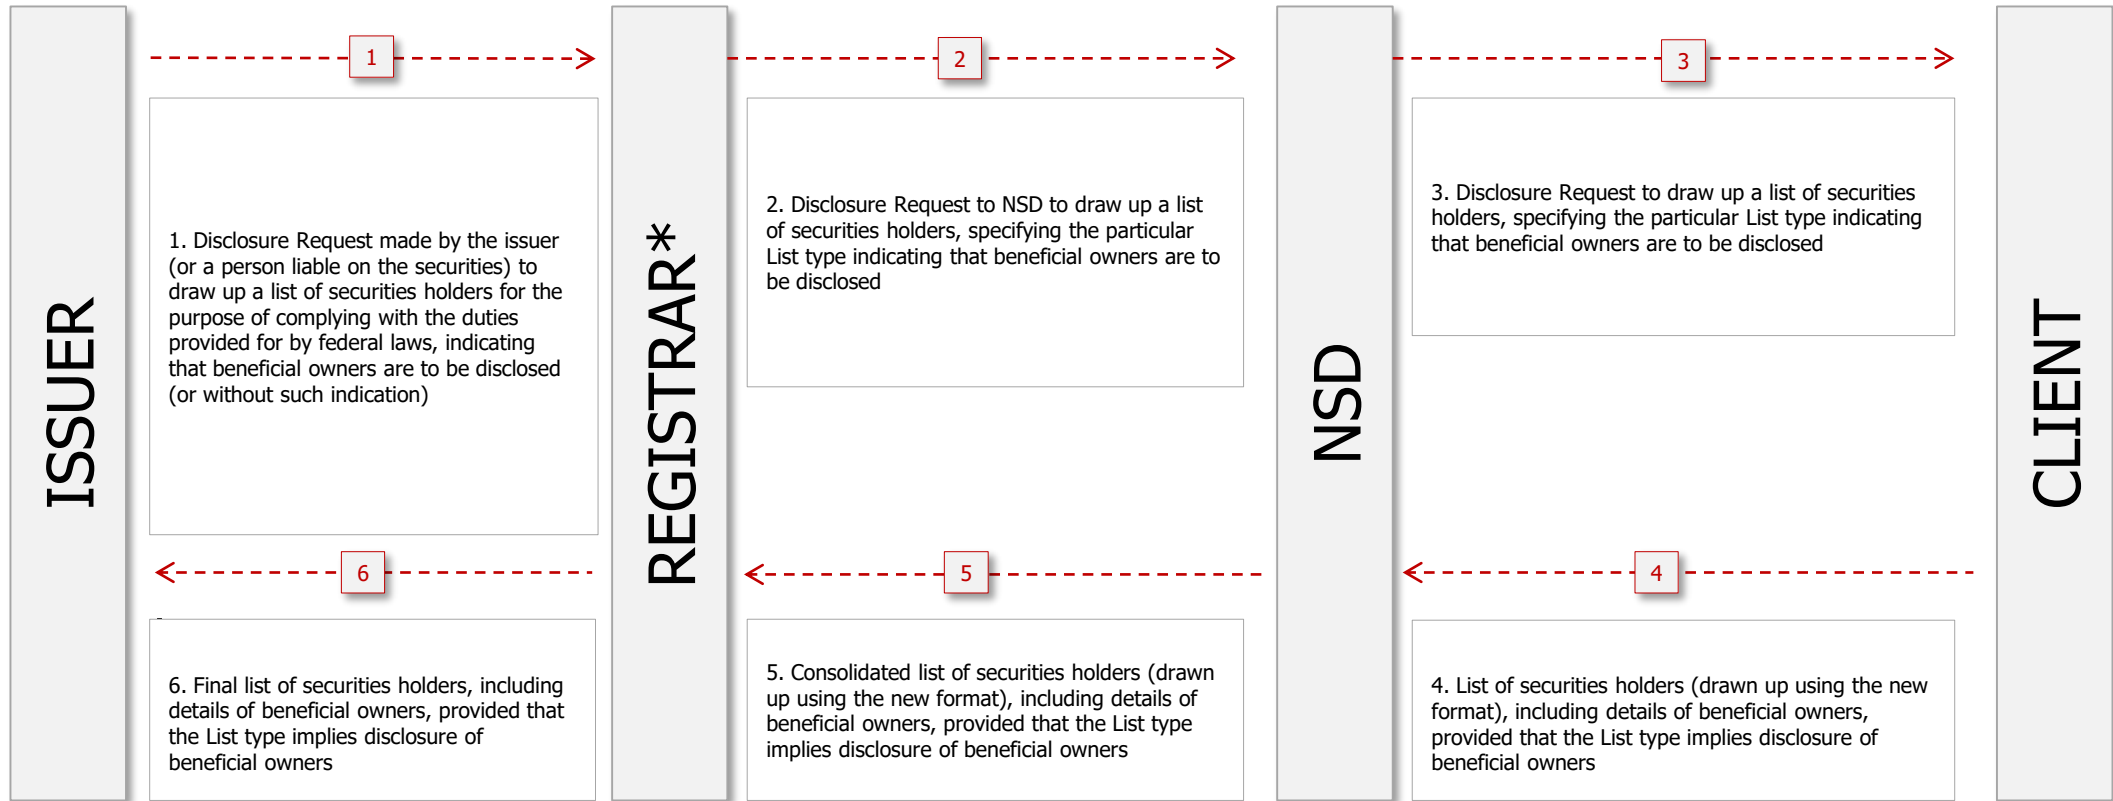 ISSUER
1
1. Disclosure Request made by the issuer
(or a person liable on the securities) to
draw up a list of securities holders for the
purpose of complying with the duties
provided for by federal laws, indicating
that beneficial owners are to be disclosed
(or without such indication)
6
6. Final list of securities holders, including
details of beneficial owners, provided that
the List type implies disclosure of
beneficial owners
REGISTRAR*
2
2. Disclosure Request to NSD to draw up a list
of securities holders, specifying the particular
List type indicating that beneficial owners are to
be disclosed
5
5. Consolidated list of securities holders (drawn
up using the new format), including details of
beneficial owners, provided that the List type
implies disclosure of beneficial owners
NSD
3
3. Disclosure Request to draw up a list of securities
holders, specifying the particular List type indicating
that beneficial owners are to be disclosed
4
4. List of securities holders (drawn up using the new
format), including details of beneficial owners,
provided that the List type implies disclosure of
beneficial owners
CLIENT